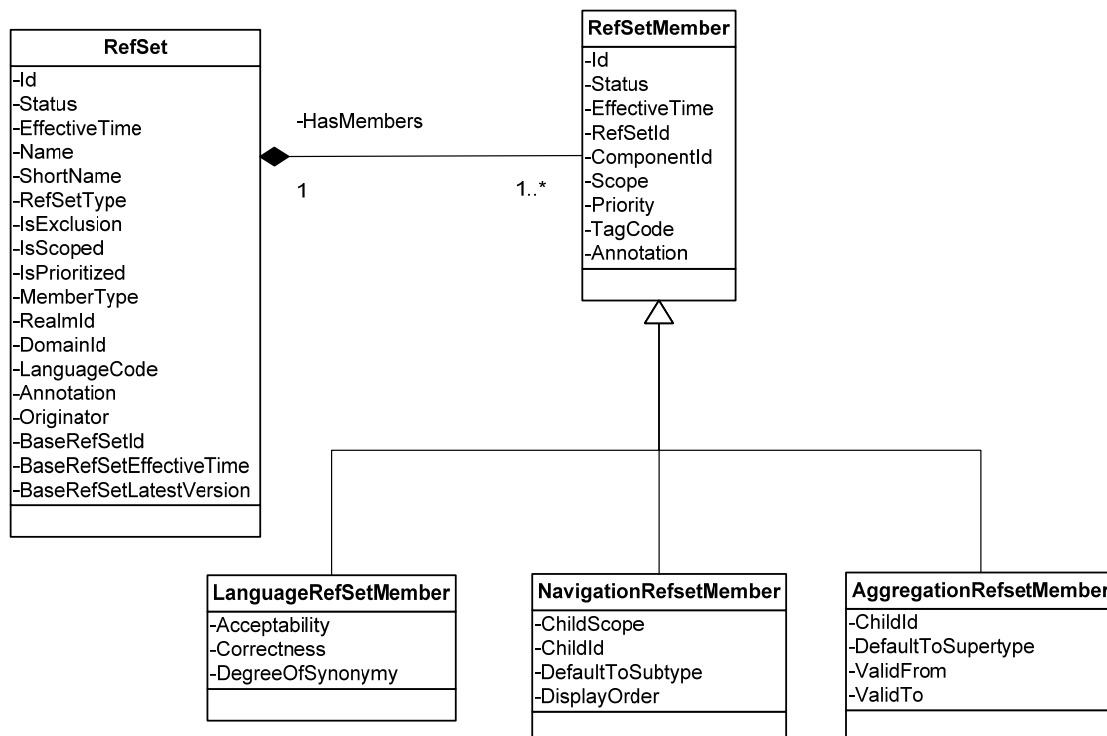 RefSet
-Id
-Status
-EffectiveTime
-Name
-ShortName
-RefSetType
-IsExclusion
-IsScoped
-IsPrioritized
-MemberType
-RealmId
-DomainId
-LanguageCode
-Annotation
-Originator
-BaseRefSetId
-BaseRefSetEffectiveTime
-BaseRefSetLatestVersion
-HasMembers
1
1..*
RefSetMember
-Id
-Status
-EffectiveTime
-RefSetId
-ComponentId
-Scope
-Priority
-TagCode
-Annotation
LanguageRefSetMember
-Acceptability
-Correctness
-DegreeOfSynonymy
NavigationRefsetMember
-ChildScope
-ChildId
-DefaultToSubtype
-DisplayOrder
AggregationRefsetMember
-ChildId
-DefaultToSupertype
-ValidFrom
-ValidTo